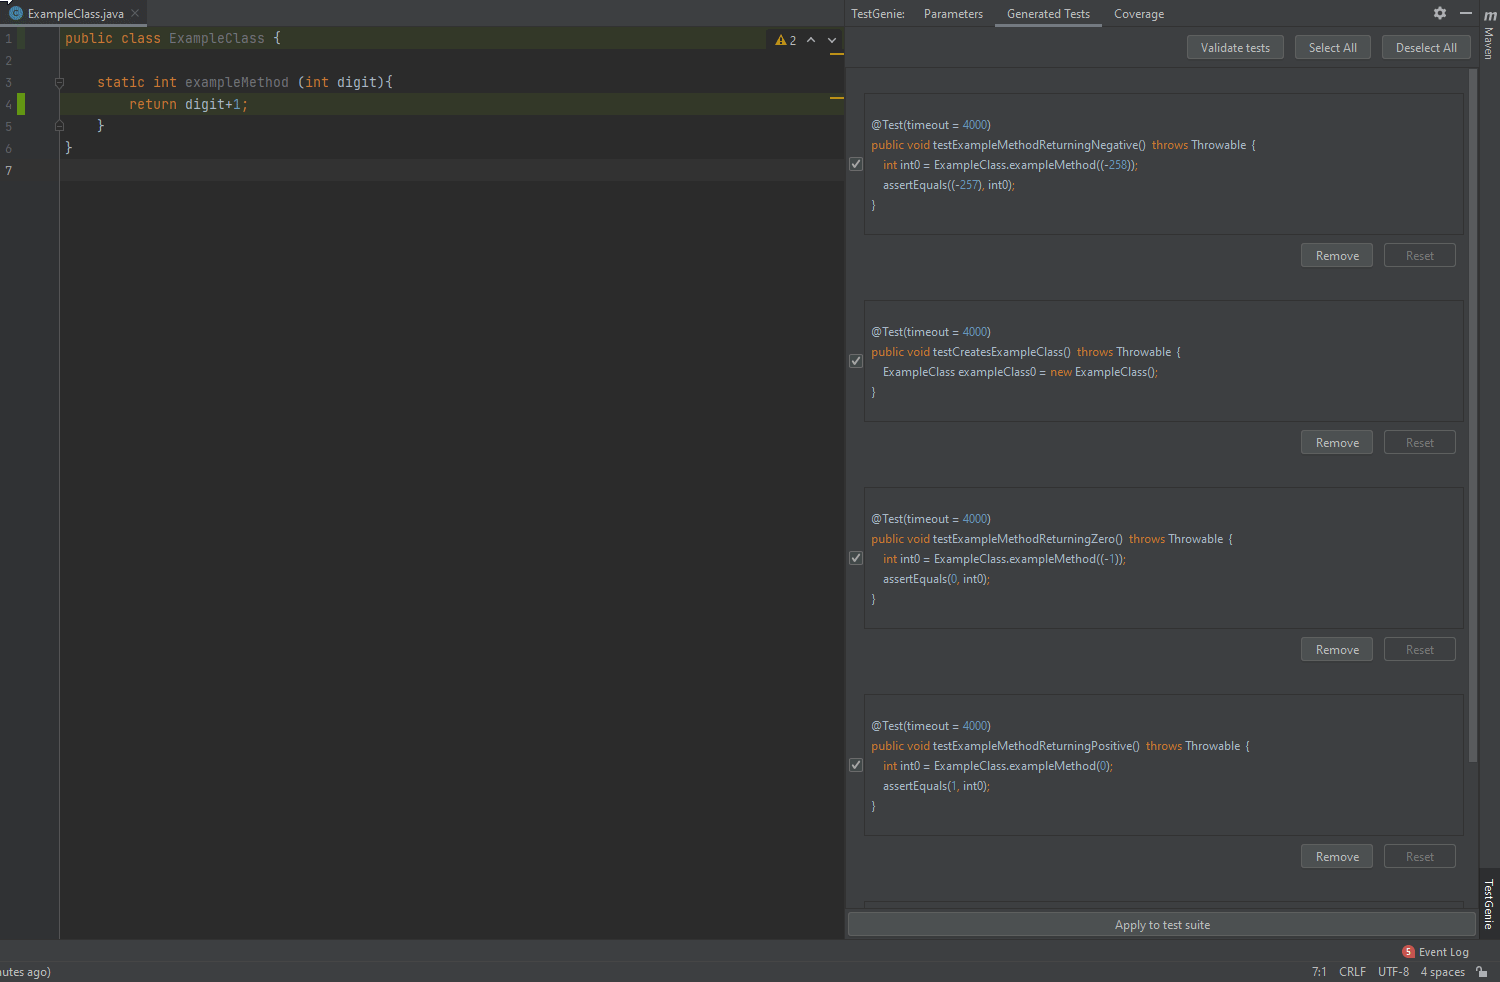 ExampleClass.java
TestGenie:
Parameters
Generated Tests
Coverage
m
Maven
1 public class ExampleClass {
2
2
3 static int exampleMethod (int digit){
4 return digit+1;
5 }
6 }
7
Validate tests
Select All
Deselect All
@Test(timeout = 4000)
public void testExampleMethodReturningNegative() throws Throwable {
int int0 = ExampleClass.exampleMethod((-258));
assertEquals((-257), int0);
}
Remove
Reset
@Test(timeout = 4000)
public void testCreatesExampleClass() throws Throwable {
ExampleClass exampleClass0 = new ExampleClass();
}
Remove
Reset
@Test(timeout = 4000)
public void testExampleMethodReturningZero() throws Throwable {
int int0 = ExampleClass.exampleMethod((-1));
assertEquals(0, int0);
}
Remove
Reset
@Test(timeout = 4000)
public void testExampleMethodReturningPositive() throws Throwable {
int int0 = ExampleClass.exampleMethod(0);
assertEquals(1, int0);
}
Remove
Reset
TestGenie
Apply to test suite
5 Event Log
utes ago)
7:1 CRLF UTF-8 4 spaces